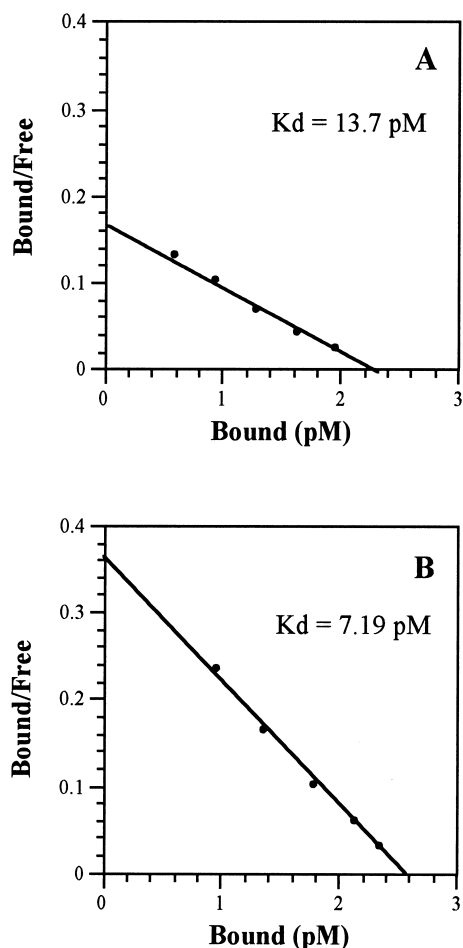 0.4
A
Kd = 13.7 pM
0.3
Bound/Free
0.2
0.1
0
0 1 2 3
Bound (pM)
0.4
B
Kd = 7.19 pM
0.3
Bound/Free
0.2
0.1
0
0 1 2 3
Bound (pM)